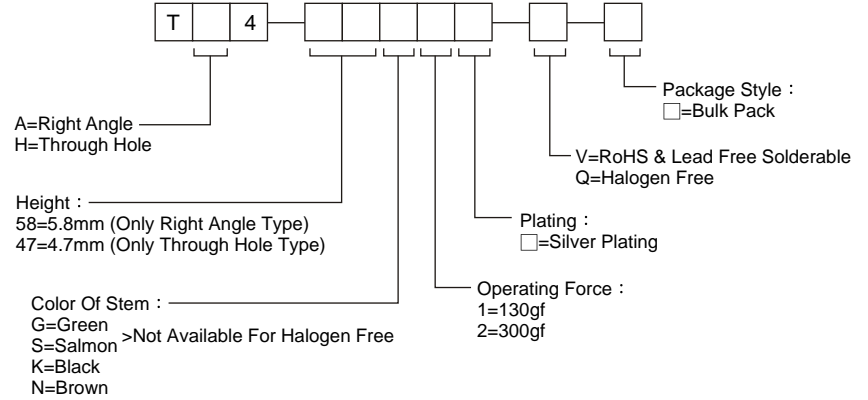 T 4
Package Style：
□=Bulk Pack
A=Right Angle
H=Through Hole
V=RoHS & Lead Free Solderable
Q=Halogen Free
Height：
58=5.8mm (Only Right Angle Type)
47=4.7mm (Only Through Hole Type)
Plating：
□=Silver Plating
Color Of Stem：
G=Green
S=Salmon
>Not Available For Halogen Free
K=Black
N=Brown
Operating Force：
1=130gf
2=300gf